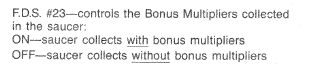 F.D.S. #23—controls the Bonus Multipliers collected
in the saucer:
ON—saucer collects with bonus multipliers
OFF—saucer collects without bonus multipliers